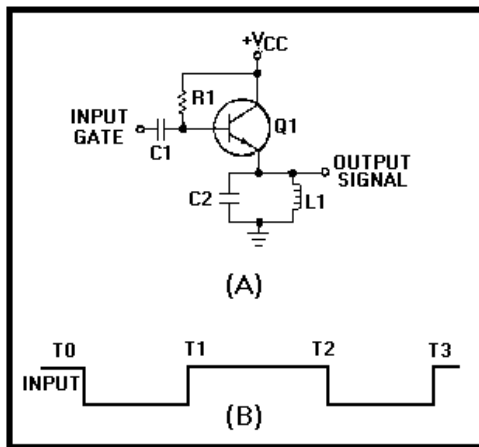 +VCC
R1
INPUT
GATE
C1
Q1
OUTPUT
SIGNAL
C2
L1
(A)
T0 T1 T2 T3
INPUT
(B)